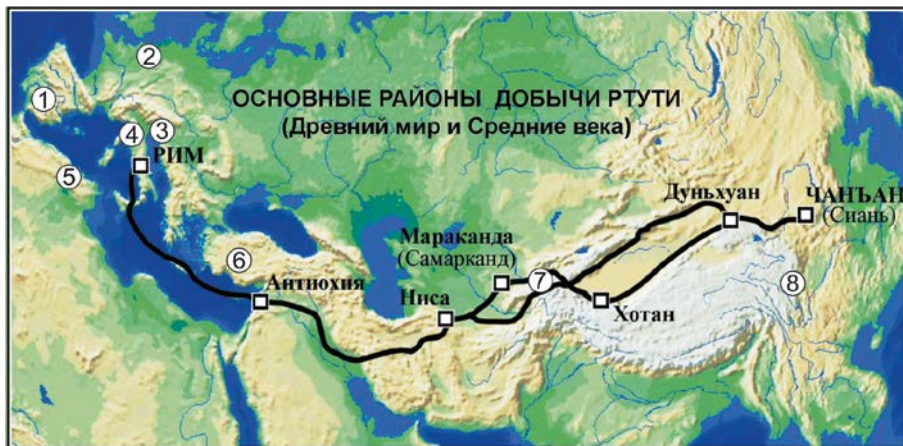 ОСНОВНЫЕ РАЙОНЫ ДОБЫЧИ РТУТИ
(Древний мир и Средние века)
1
2
3
4
РИМ
5
6
Антиохия
Мараканда
(Самарканд)
Ниса
7
Хотан
Дуньхуан
ЧАНЪАН
(Сиань)
8